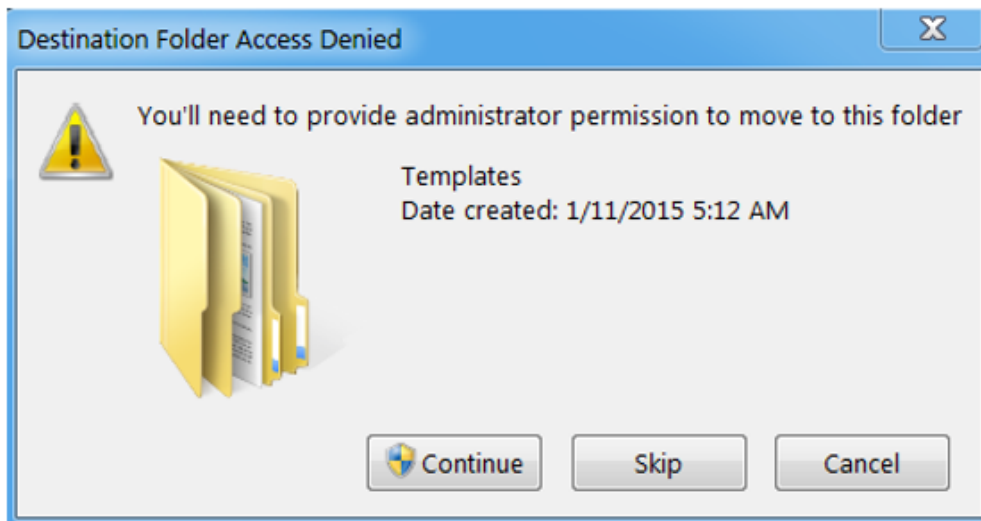 Destination Folder Access Denied
You'll need to provide administrator permission to move to this folder
Templates
Date created: 1/11/2015 5:12 AM
Continue
Skip
Cancel